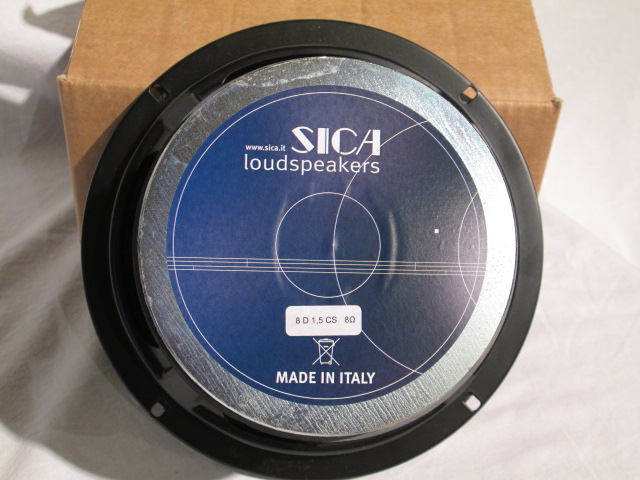 www.sica.it SICA
loudspeakers
8 D 1,5 CS 8Ω
MADE IN ITALY